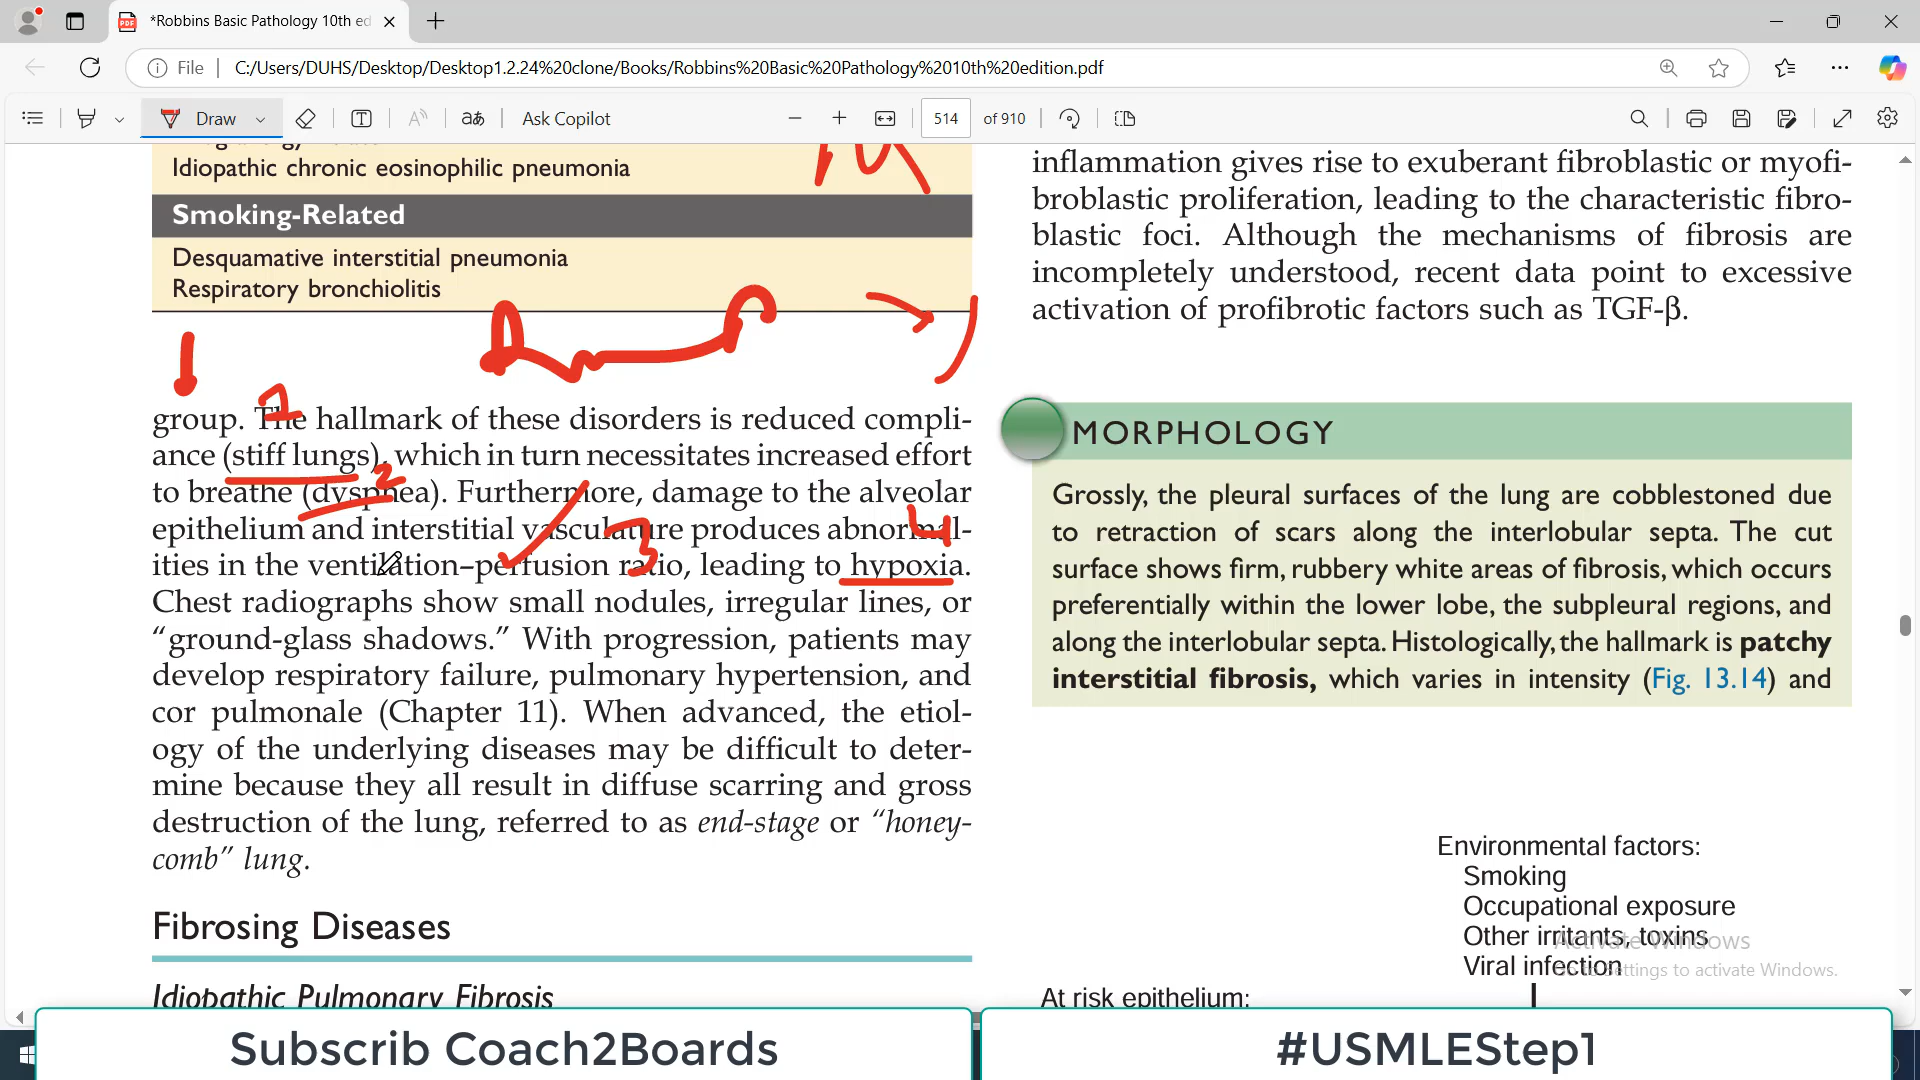 *Robbins Basic Pathology 10th ed
File
C:/Users/DUHS/Desktop/Desktop1.2.24%20clone/Books/Robbins%20Basic%20Pathology%2010th%20edition.pdf
Draw
Ask Copilot
514 of 910
Idiopathic chronic eosinophilic pneumonia
Smoking-Related
Desquamative interstitial pneumonia
Respiratory bronchiolitis
1
group. The hallmark of these disorders is reduced compli-
ance (stiff lungs), which in turn necessitates increased effort
2
to breathe (dyspnea). Furthermore, damage to the alveolar
epithelium and interstitial vasculature produces abnormal-
3
4
ities in the ventilation–perfusion ratio, leading to hypoxia.
Chest radiographs show small nodules, irregular lines, or
“ground-glass shadows.” With progression, patients may
develop respiratory failure, pulmonary hypertension, and
cor pulmonale (Chapter 11). When advanced, the etiol-
ogy of the underlying diseases may be difficult to deter-
mine because they all result in diffuse scarring and gross
destruction of the lung, referred to as end-stage or “honey-
comb” lung.
Fibrosing Diseases
Idiopathic Pulmonary Fibrosis
inflammation gives rise to exuberant fibroblastic or myofi-
broblastic proliferation, leading to the characteristic fibro-
blastic foci. Although the mechanisms of fibrosis are
incompletely understood, recent data point to excessive
activation of profibrotic factors such as TGF-β.
MORPHOLOGY
Grossly, the pleural surfaces of the lung are cobblestoned due
to retraction of scars along the interlobular septa. The cut
surface shows firm, rubbery white areas of fibrosis, which occurs
preferentially within the lower lobe, the subpleural regions, and
along the interlobular septa. Histologically, the hallmark is patchy
interstitial fibrosis, which varies in intensity (Fig. 13.14) and
Environmental factors:
Smoking
Occupational exposure
Other irritants, toxins
Viral infection
At risk epithelium:
Activate Windows
Go to Settings to activate Windows.
Subscrib Coach2Boards
#USMLEStep1